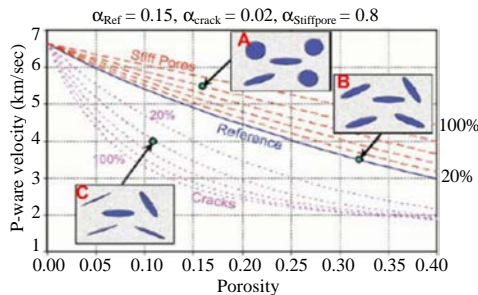 α_Ref = 0.15, α_crack = 0.02, α_Stiffpore = 0.8
7
6
5
4
3
2
1
P-ware velocity (km/sec)
A
Stiff Pores
B
20%
Reference
100%
100%
20%
C
Cracks
0.00 0.05 0.10 0.15 0.20 0.25 0.30 0.35 0.40
Porosity